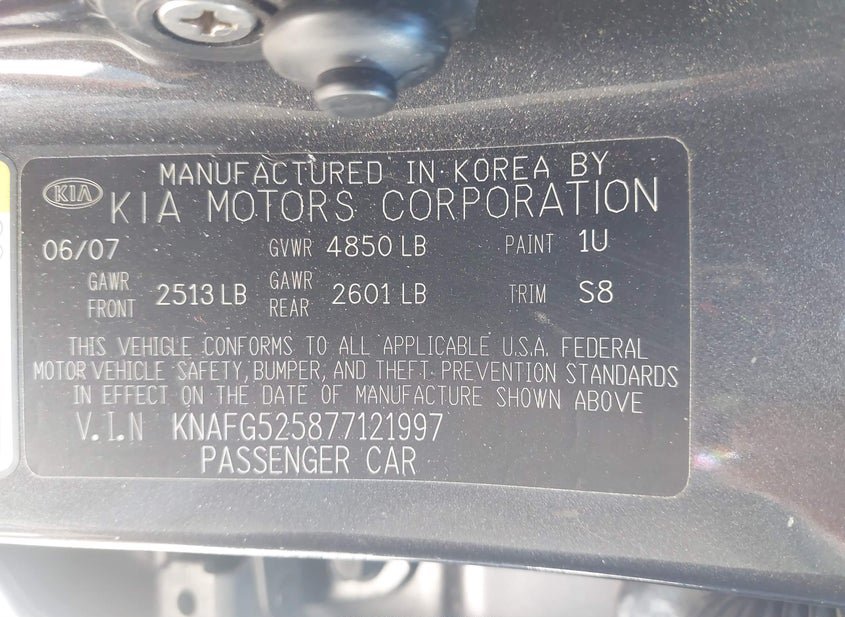 MANUFACTURED IN KOREA BY
KIA KIA MOTORS CORPORATION
06/07 GVWR 4850 LB PAINT 1U
GAWR FRONT 2513 LB GAWR REAR 2601 LB TRIM S8
THIS VEHICLE CONFORMS TO ALL APPLICABLE U.S.A. FEDERAL
MOTOR VEHICLE SAFETY, BUMPER, AND THEFT PREVENTION STANDARDS
IN EFFECT ON THE DATE OF MANUFACTURE SHOWN ABOVE
V.I.N KNAFG525877121997
PASSENGER CAR